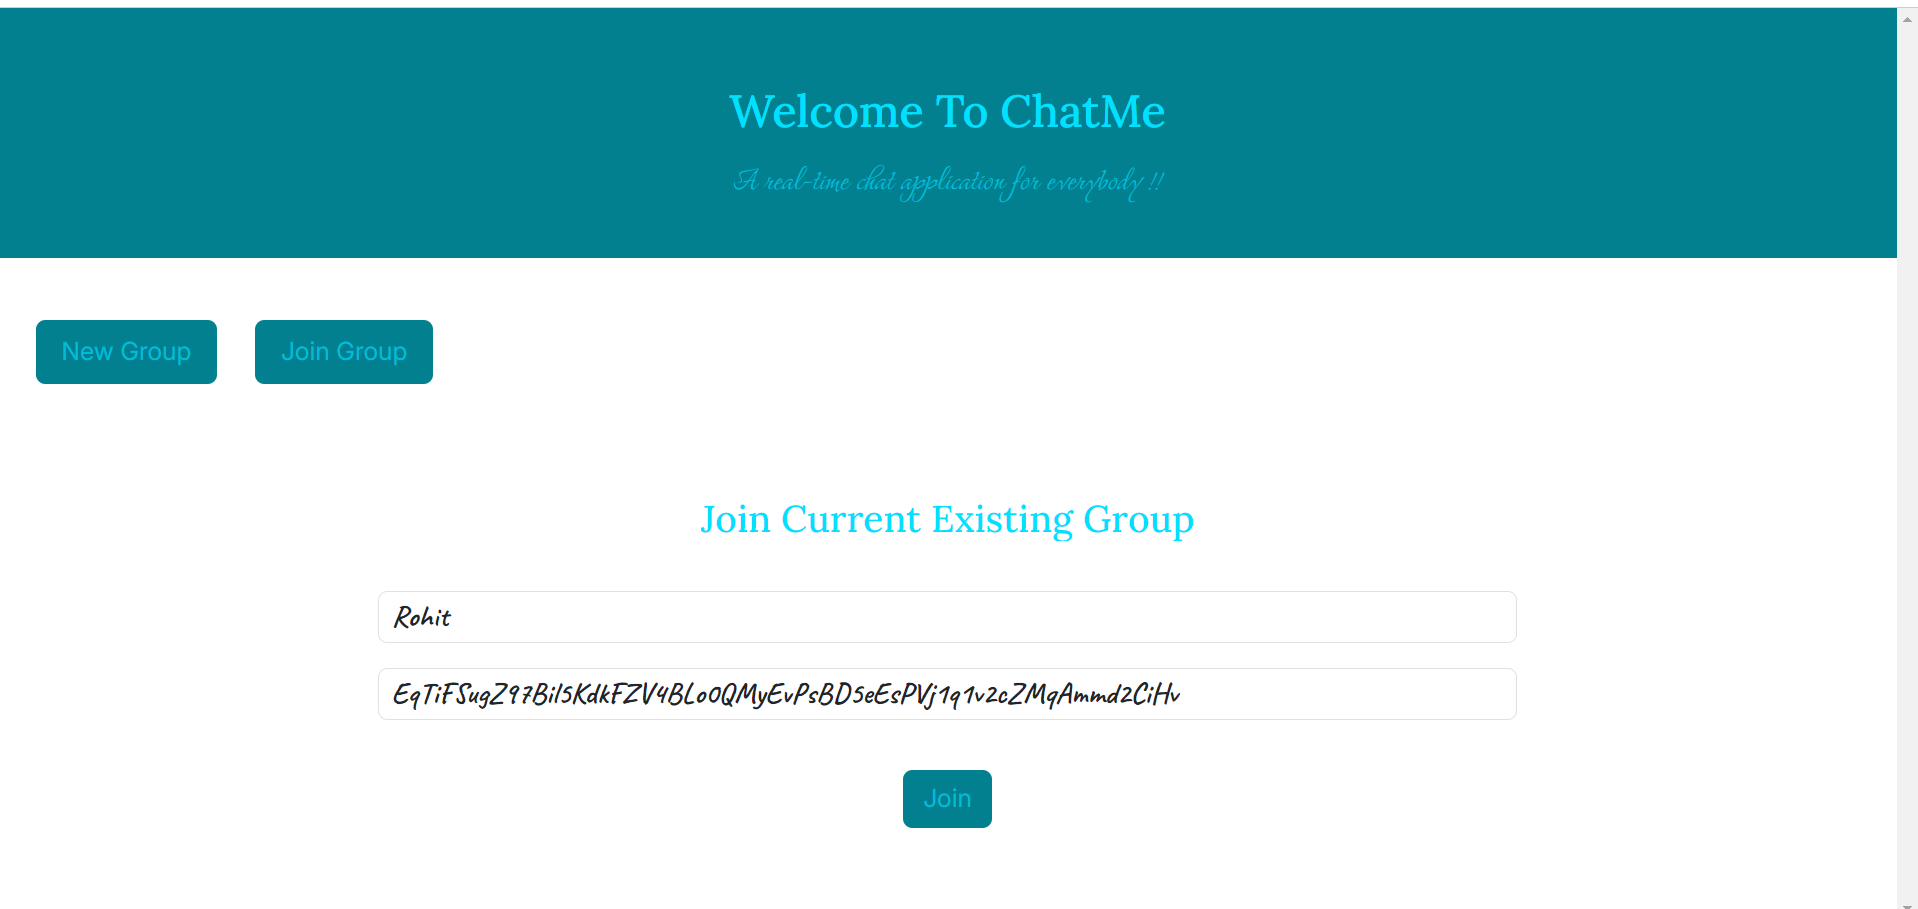 Welcome To ChatMe
A real-time chat application for everybody !!
New Group
Join Group
Join Current Existing Group
Rohit
EqTiFSugZ97Bil5KdkFZV4BLo0QMyEvPsBD5eEsPVj1q1v2cZMqAmmd2CiHv
Join